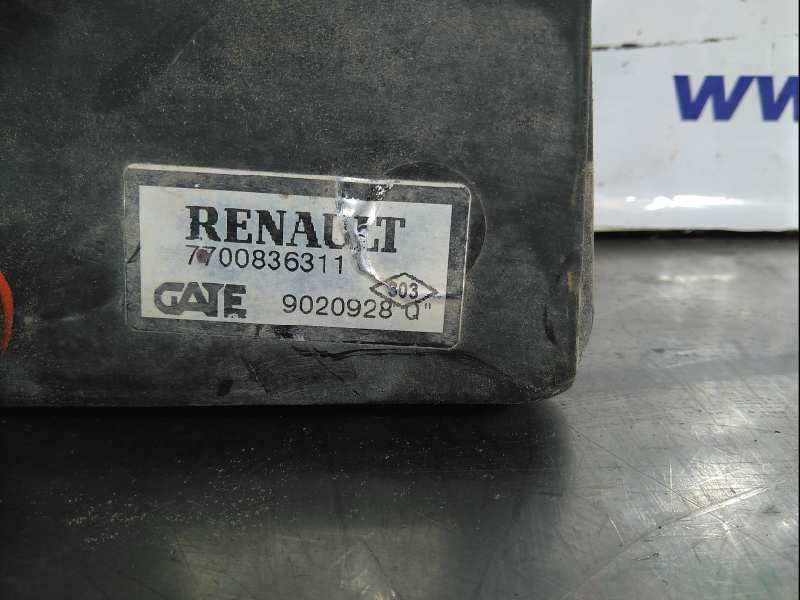 RENAULT
7700836311
303
GATE 9020928"Q"
ww